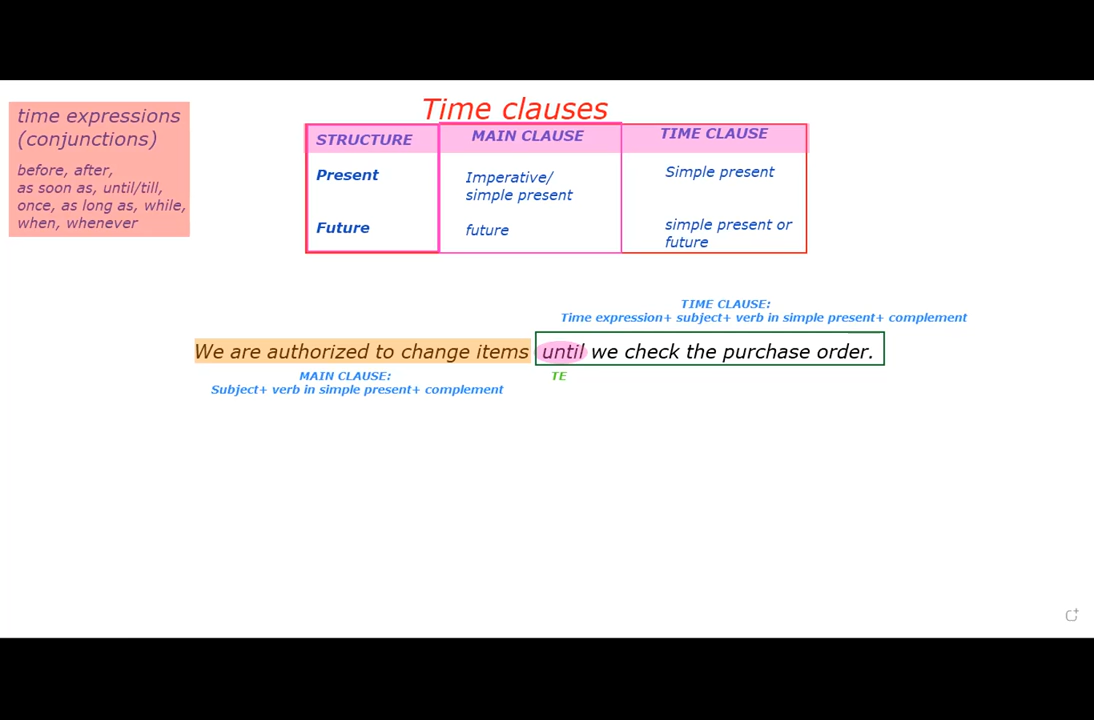 Time clauses
time expressions
(conjunctions)
before, after,
as soon as, until/till,
once, as long as, while,
when, whenever
STRUCTURE MAIN CLAUSE TIME CLAUSE
Present Imperative/ Simple present
simple present
Future future simple present or
future
TIME CLAUSE:
Time expression+ subject+ verb in simple present+ complement
We are authorized to change items until we check the purchase order.
MAIN CLAUSE: TE
Subject+ verb in simple present+ complement